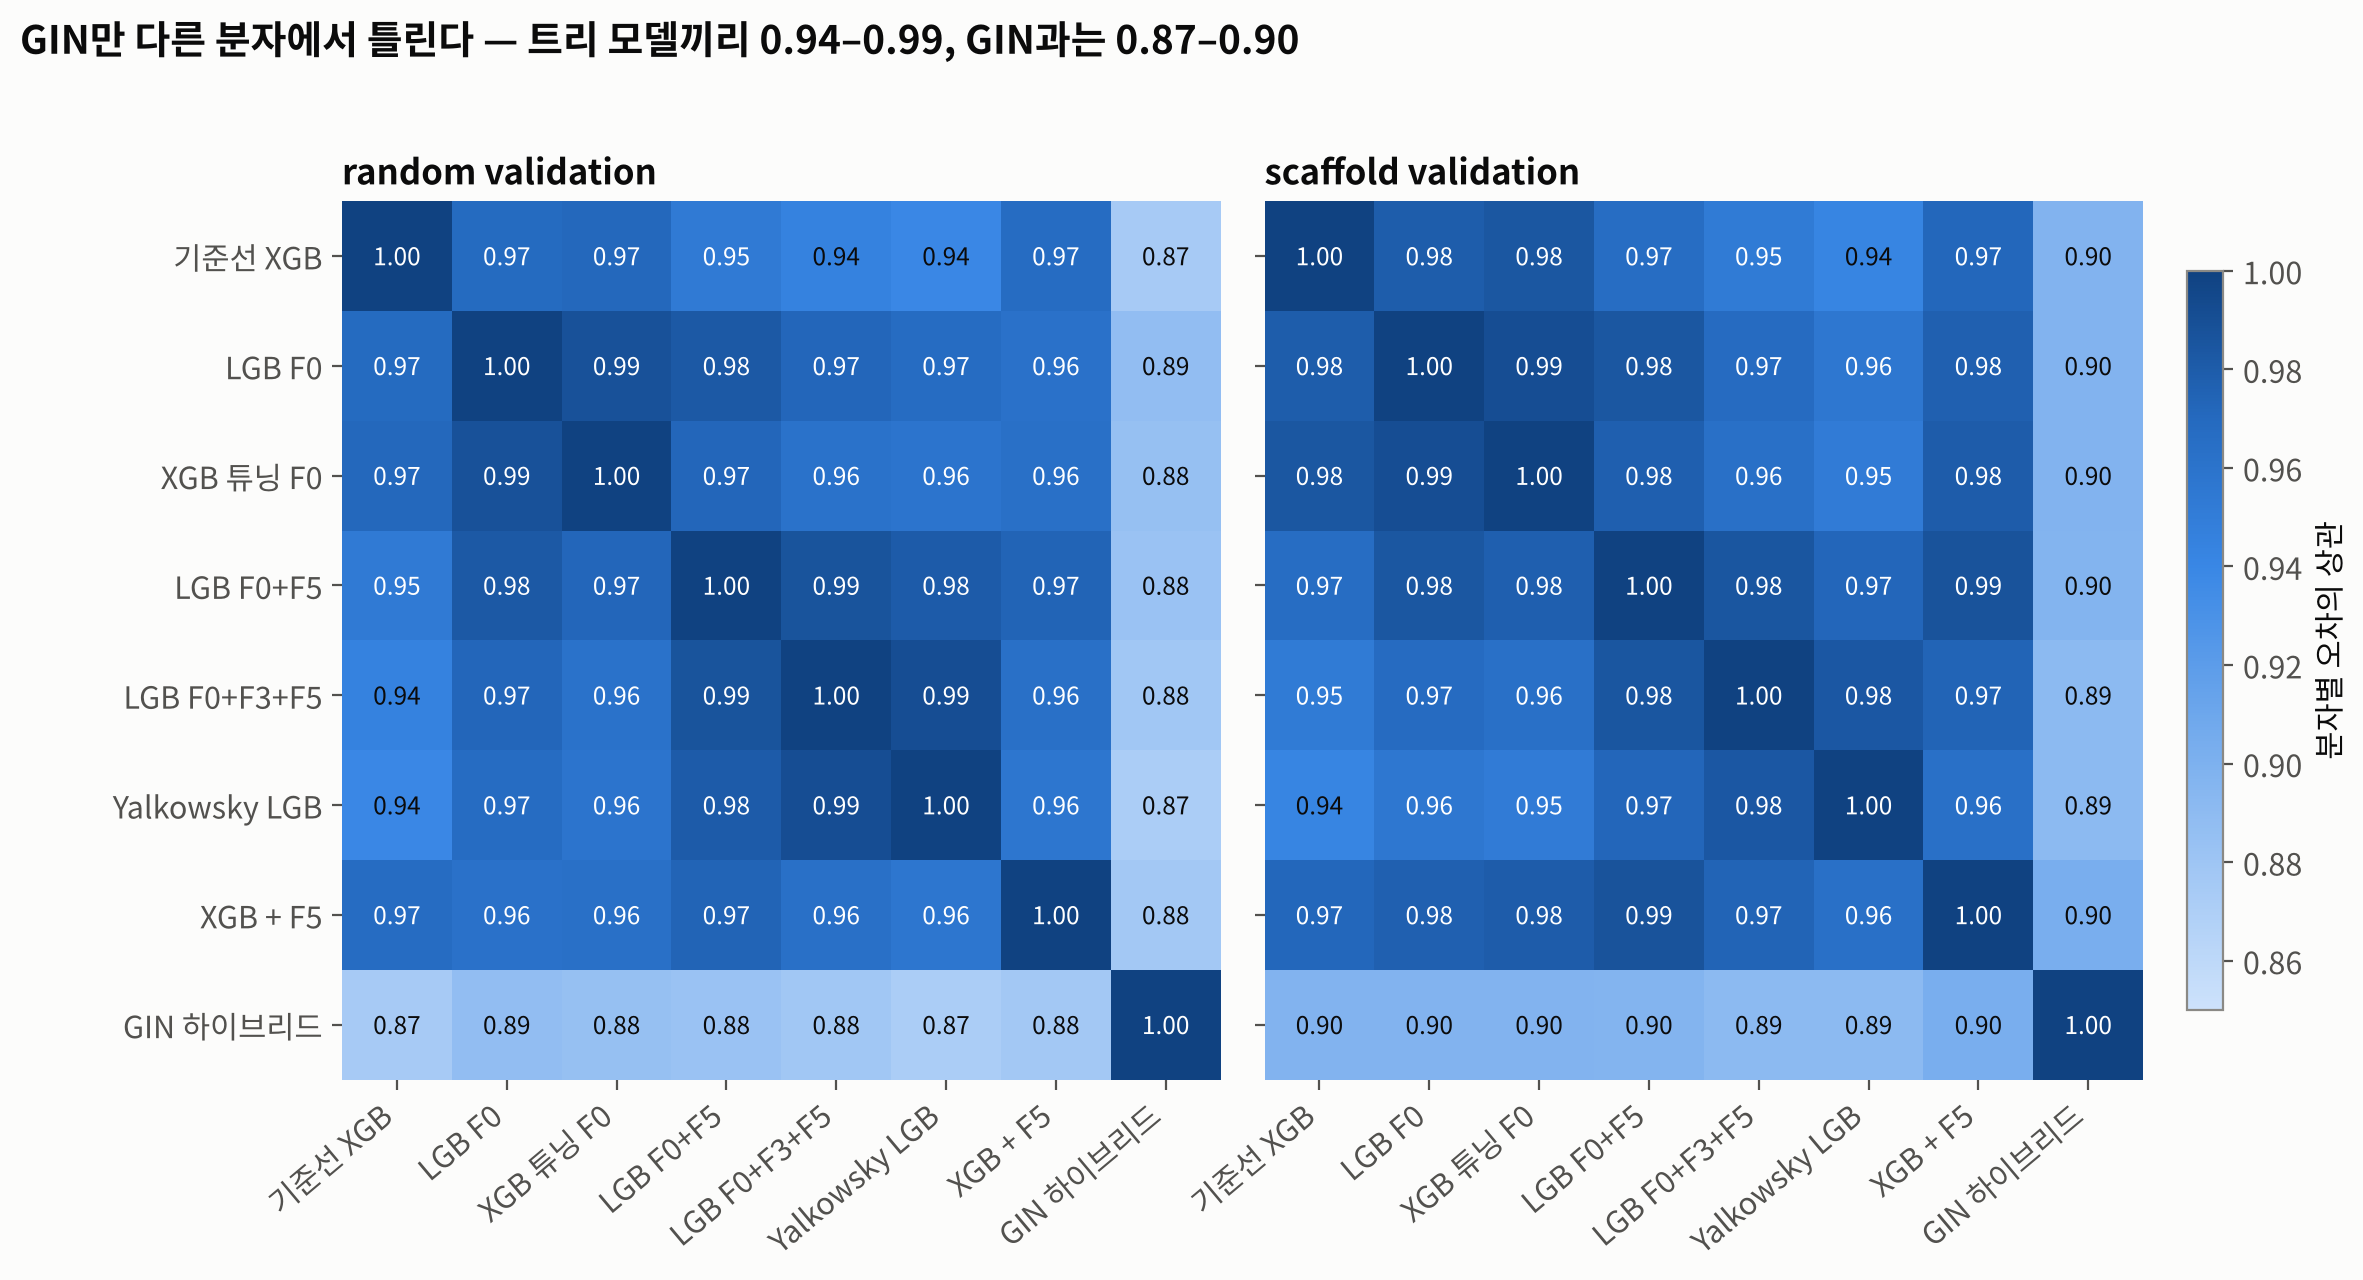 GIN만 다른 분자에서 틀린다 — 트리 모델끼리 0.94–0.99, GIN과는 0.87–0.90
random validation
기준선 XGB 1.00 0.97 0.97 0.95 0.94 0.94 0.97 0.87
LGB F0 0.97 1.00 0.99 0.98 0.97 0.97 0.96 0.89
XGB 튜닝 F0 0.97 0.99 1.00 0.97 0.96 0.96 0.96 0.88
LGB F0+F5 0.95 0.98 0.97 1.00 0.99 0.98 0.97 0.88
LGB F0+F3+F5 0.94 0.97 0.96 0.99 1.00 0.99 0.96 0.88
Yalkowsky LGB 0.94 0.97 0.96 0.98 0.99 1.00 0.96 0.87
XGB + F5 0.97 0.96 0.96 0.97 0.96 0.96 1.00 0.88
GIN 하이브리드 0.87 0.89 0.88 0.88 0.88 0.87 0.88 1.00
기준선 XGB
LGB F0
XGB 튜닝 F0
LGB F0+F5
LGB F0+F3+F5
Yalkowsky LGB
XGB + F5
GIN 하이브리드
scaffold validation
1.00 0.98 0.98 0.97 0.95 0.94 0.97 0.90
0.98 1.00 0.99 0.98 0.97 0.96 0.98 0.90
0.98 0.99 1.00 0.98 0.96 0.95 0.98 0.90
0.97 0.98 0.98 1.00 0.98 0.97 0.99 0.90
0.95 0.97 0.96 0.98 1.00 0.98 0.97 0.89
0.94 0.96 0.95 0.97 0.98 1.00 0.96 0.89
0.97 0.98 0.98 0.99 0.97 0.96 1.00 0.90
0.90 0.90 0.90 0.90 0.89 0.89 0.90 1.00
기준선 XGB
LGB F0
XGB 튜닝 F0
LGB F0+F5
LGB F0+F3+F5
Yalkowsky LGB
XGB + F5
GIN 하이브리드
1.00
0.98
0.96
0.94
0.92
0.90
0.88
0.86
분자별 오차의 상관